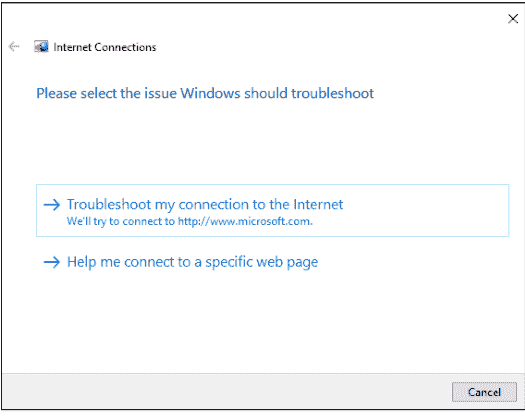 Internet Connections
Please select the issue Windows should troubleshoot
Troubleshoot my connection to the Internet
We'll try to connect to http://www.microsoft.com.
Help me connect to a specific web page
Cancel